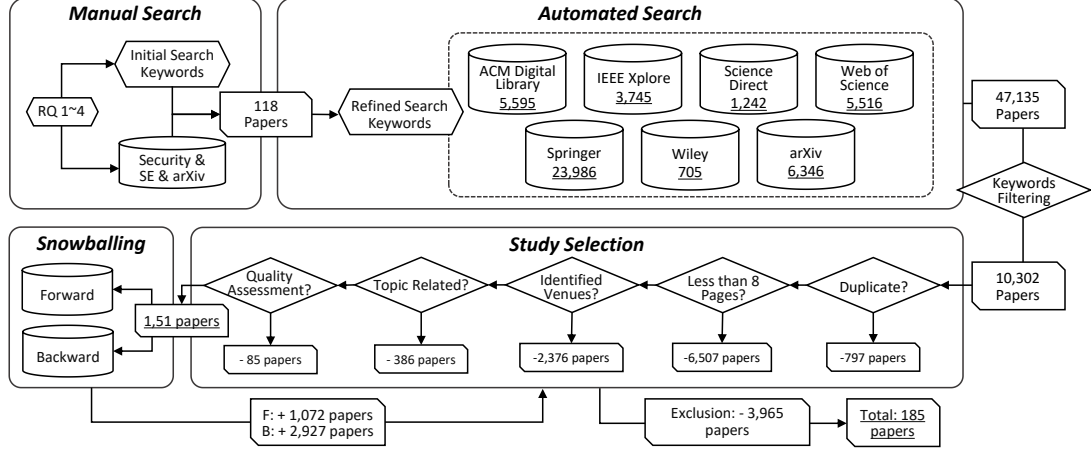 Manual Search
Initial Search
Keywords
RQ 1~4
Security &
SE & arXiv
118
Papers
Automated Search
Refined Search
Keywords
ACM Digital
Library
5,595
IEEE Xplore
3,745
Science
Direct
1,242
Web of
Science
5,516
Springer
23,986
Wiley
705
arXiv
6,346
47,135
Papers
Keywords
Filtering
10,302
Papers
Study Selection
Duplicate?
-797 papers
Less than 8
Pages?
-6,507 papers
Identified
Venues?
-2,376 papers
Topic Related?
- 386 papers
Quality
Assessment?
- 85 papers
Snowballing
1,51 papers
Forward
Backward
F: + 1,072 papers
B: + 2,927 papers
Exclusion: - 3,965
papers
Total: 185
papers